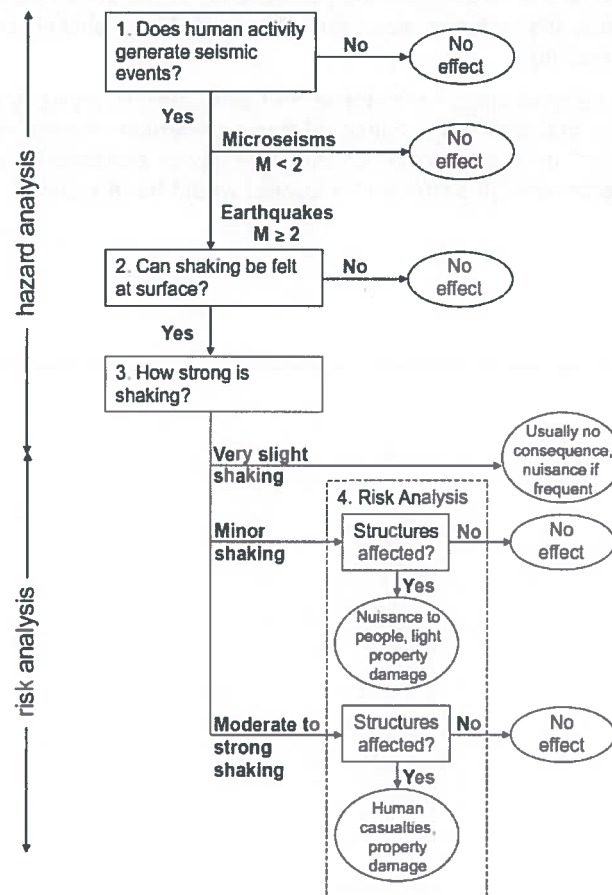 hazard analysis
risk analysis
1. Does human activity
generate seismic
events?
No
No
effect
Yes
Microseisms
M < 2
No
effect
Earthquakes
M ≥ 2
2. Can shaking be felt
at surface?
No
No
effect
Yes
3. How strong is
shaking?
Very slight
shaking
Usually no
consequence,
nuisance if
frequent
4. Risk Analysis
Minor
shaking
Structures
affected?
No
No
effect
Yes
Nuisance to
people, light
property
damage
Moderate to
strong
shaking
Structures
affected?
No
No
effect
Yes
Human
casualties,
property
damage